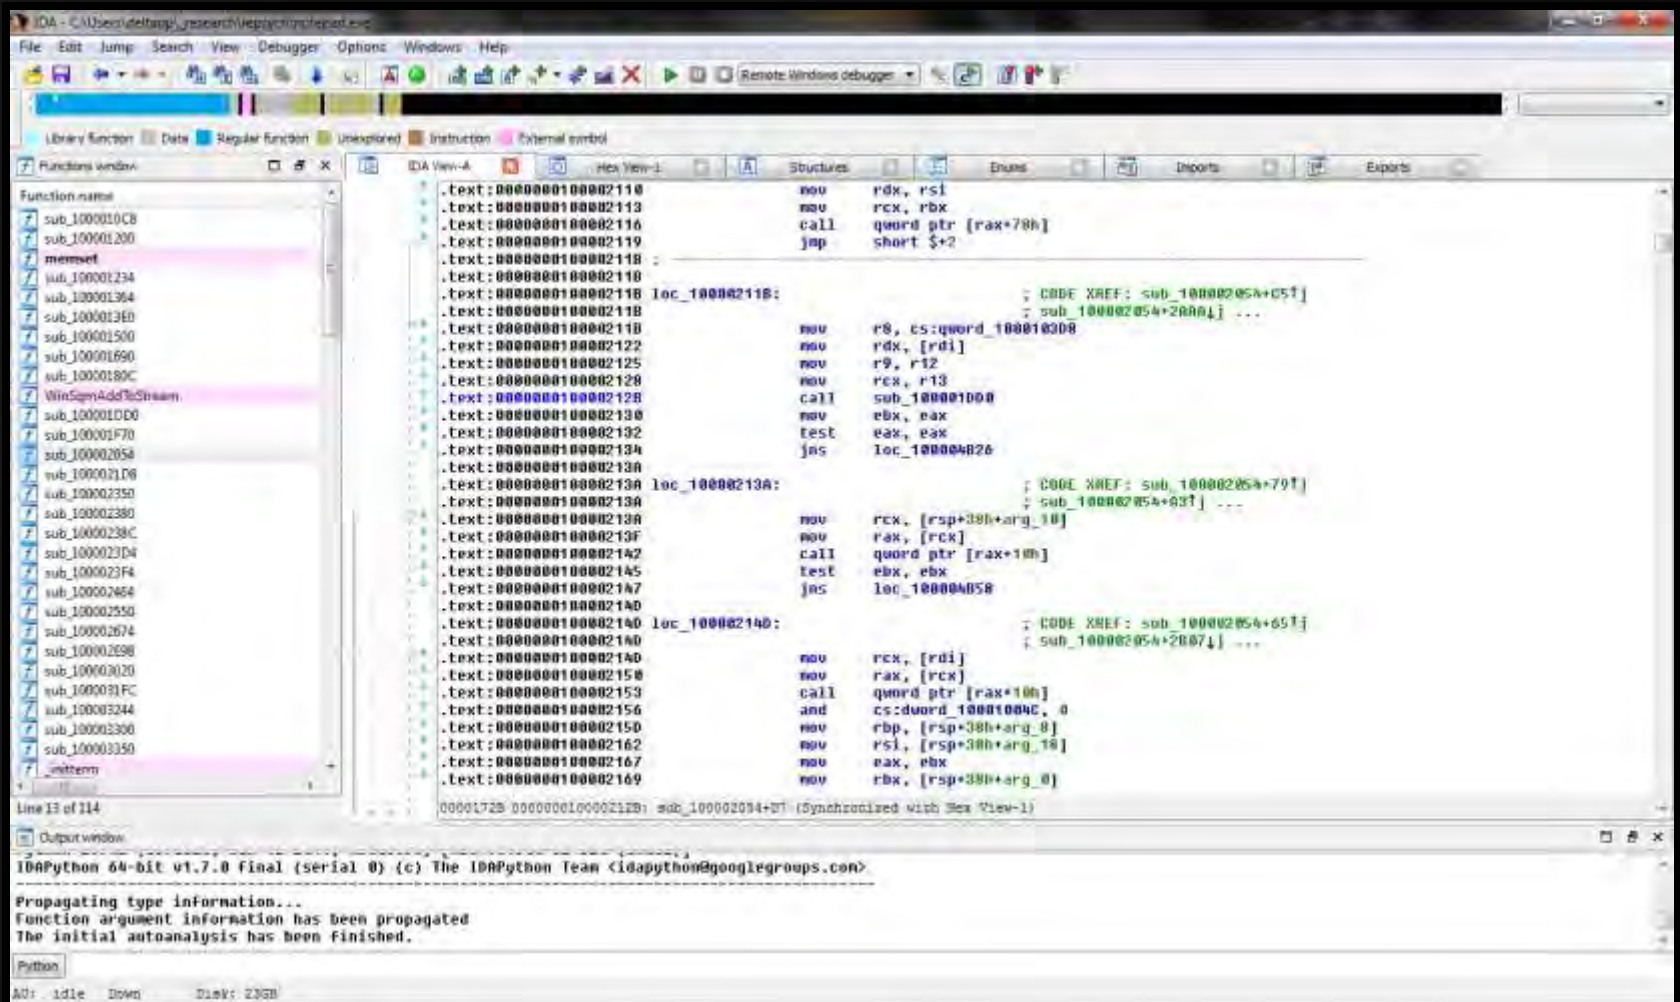 IDA - C:\Users\deltapp\_research\
File Edit Jump Search View Debugger Options Windows Help
Remote Windows debugger
Library function Data Regular function Unexplored Instruction External symbol
Functions window
IDA View-A Hex View-1 Structures Enums Imports Exports
Function name
sub_1000010C8
sub_100001200
memset
sub_100001234
sub_100001364
sub_1000013E0
sub_100001500
sub_100001690
sub_10000180C
WinSqmAddToStream
sub_100001DD0
sub_100001F70
sub_100002054
sub_1000021D8
sub_100002350
sub_100002380
sub_10000238C
sub_1000023D4
sub_1000023F4
sub_100002464
sub_100002550
sub_100002674
sub_100002698
sub_100003020
sub_1000031FC
sub_100003244
sub_100003300
sub_100003350
_initterm
Line 13 of 114
.text:0000000100002110 mov rdx, rsi
.text:0000000100002113 mov rcx, rbx
.text:0000000100002116 call qword ptr [rax+78h]
.text:0000000100002119 jmp short $+2
.text:000000010000211B ;
.text:000000010000211B
.text:000000010000211B loc_10000211B: ; CODE XREF: sub_100002054+C5↑j
.text:000000010000211B ; sub_100002054+2AAA↓j ...
.text:000000010000211B mov r8, cs:qword_1000103D8
.text:0000000100002122 mov rdx, [rdi]
.text:0000000100002125 mov r9, r12
.text:0000000100002128 mov rcx, r13
.text:000000010000212B call sub_100001DD0
.text:0000000100002130 mov ebx, eax
.text:0000000100002132 test eax, eax
.text:0000000100002134 jns loc_100004B26
.text:000000010000213A
.text:000000010000213A loc_10000213A: ; CODE XREF: sub_100002054+79↑j
.text:000000010000213A ; sub_100002054+A3↑j ...
.text:000000010000213A mov rcx, [rsp+38h+arg_10]
.text:000000010000213F mov rax, [rcx]
.text:0000000100002142 call qword ptr [rax+10h]
.text:0000000100002145 test ebx, ebx
.text:0000000100002147 jns loc_100004B58
.text:000000010000214D
.text:000000010000214D loc_10000214D: ; CODE XREF: sub_100002054+65↑j
.text:000000010000214D ; sub_100002054+2B07↓j ...
.text:000000010000214D mov rcx, [rdi]
.text:0000000100002150 mov rax, [rcx]
.text:0000000100002153 call qword ptr [rax+10h]
.text:0000000100002156 and cs:dword_10001004C, 0
.text:000000010000215D mov rbp, [rsp+38h+arg_8]
.text:0000000100002162 mov rsi, [rsp+38h+arg_18]
.text:0000000100002167 mov eax, ebx
.text:0000000100002169 mov rbx, [rsp+38h+arg_0]
0000172B 000000010000212B: sub_100002054+D7 (Synchronized with Hex View-1)
Output window
IDAPython 64-bit v1.7.0 final (serial 0) (c) The IDAPython Team <idapython@googlegroups.com>
Propagating type information...
Function argument information has been propagated
The initial autoanalysis has been finished.
Python
AU: idle Down Disk: 23GB